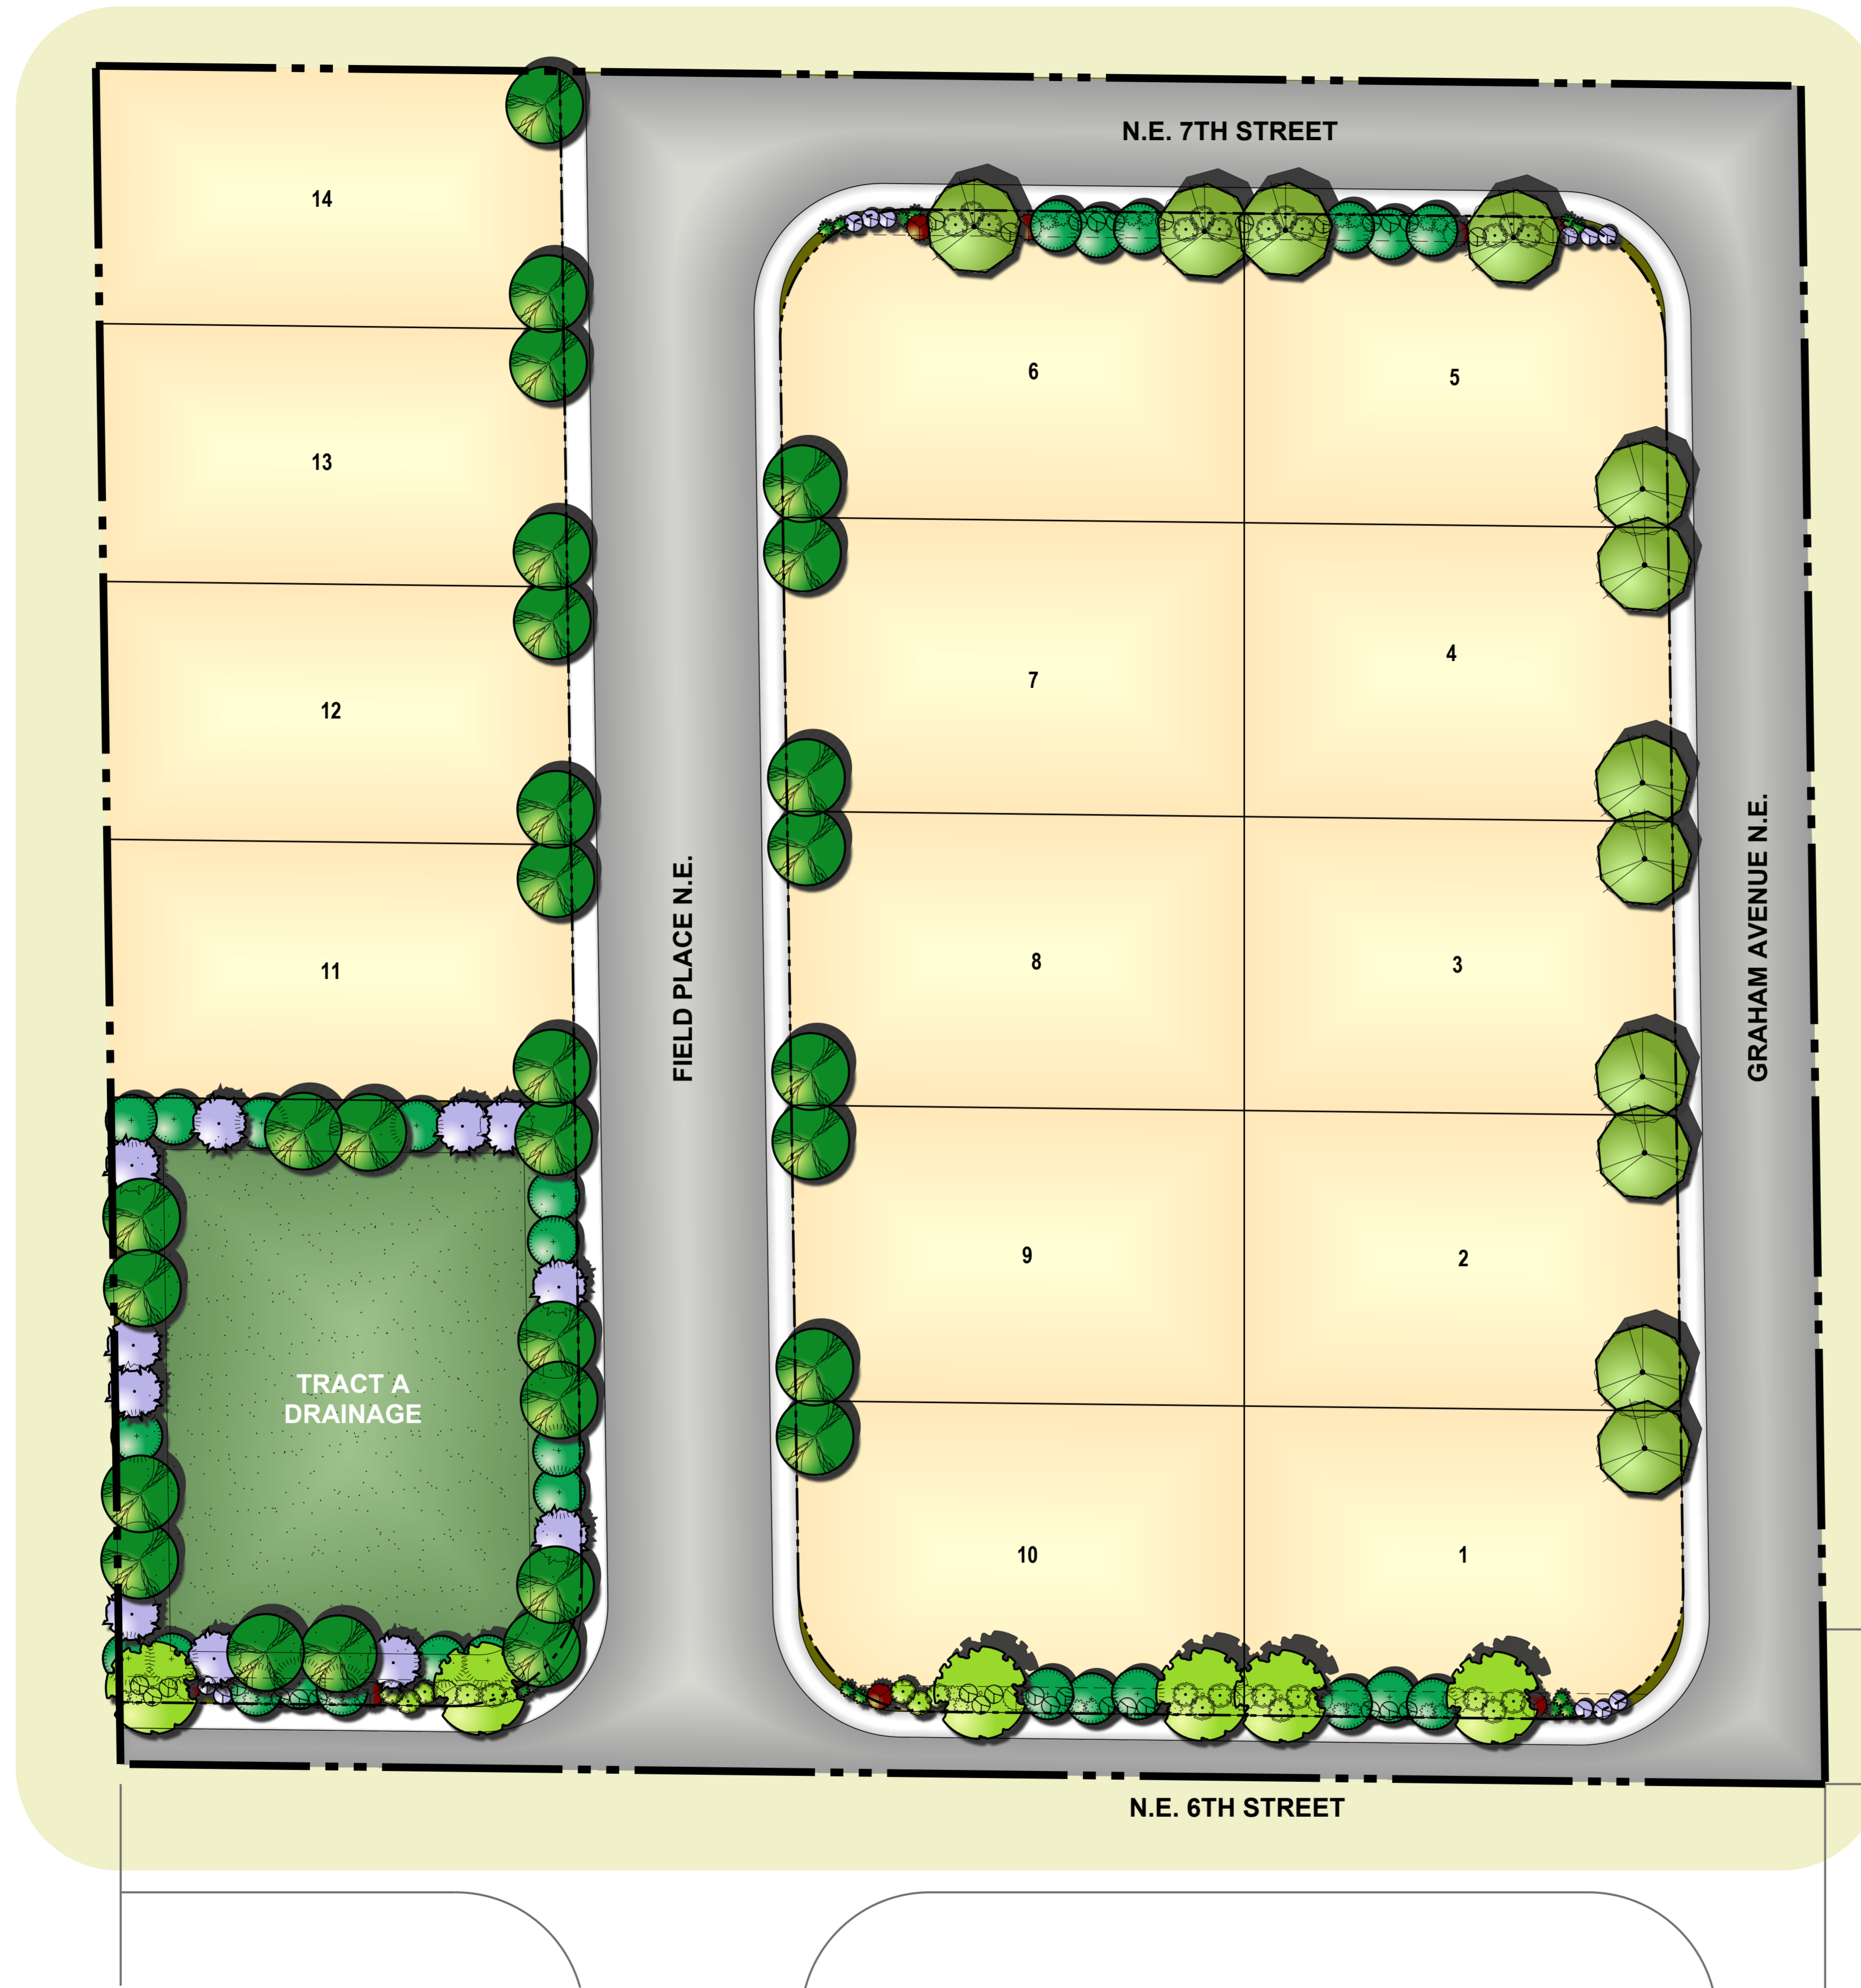 N.E. 7TH STREET
14
6
5
13
4
7
12
FIELD PLACE N.E.
GRAHAM AVENUE N.E.
8
3
11
9
2
TRACT A
DRAINAGE
10
1
N.E. 6TH STREET